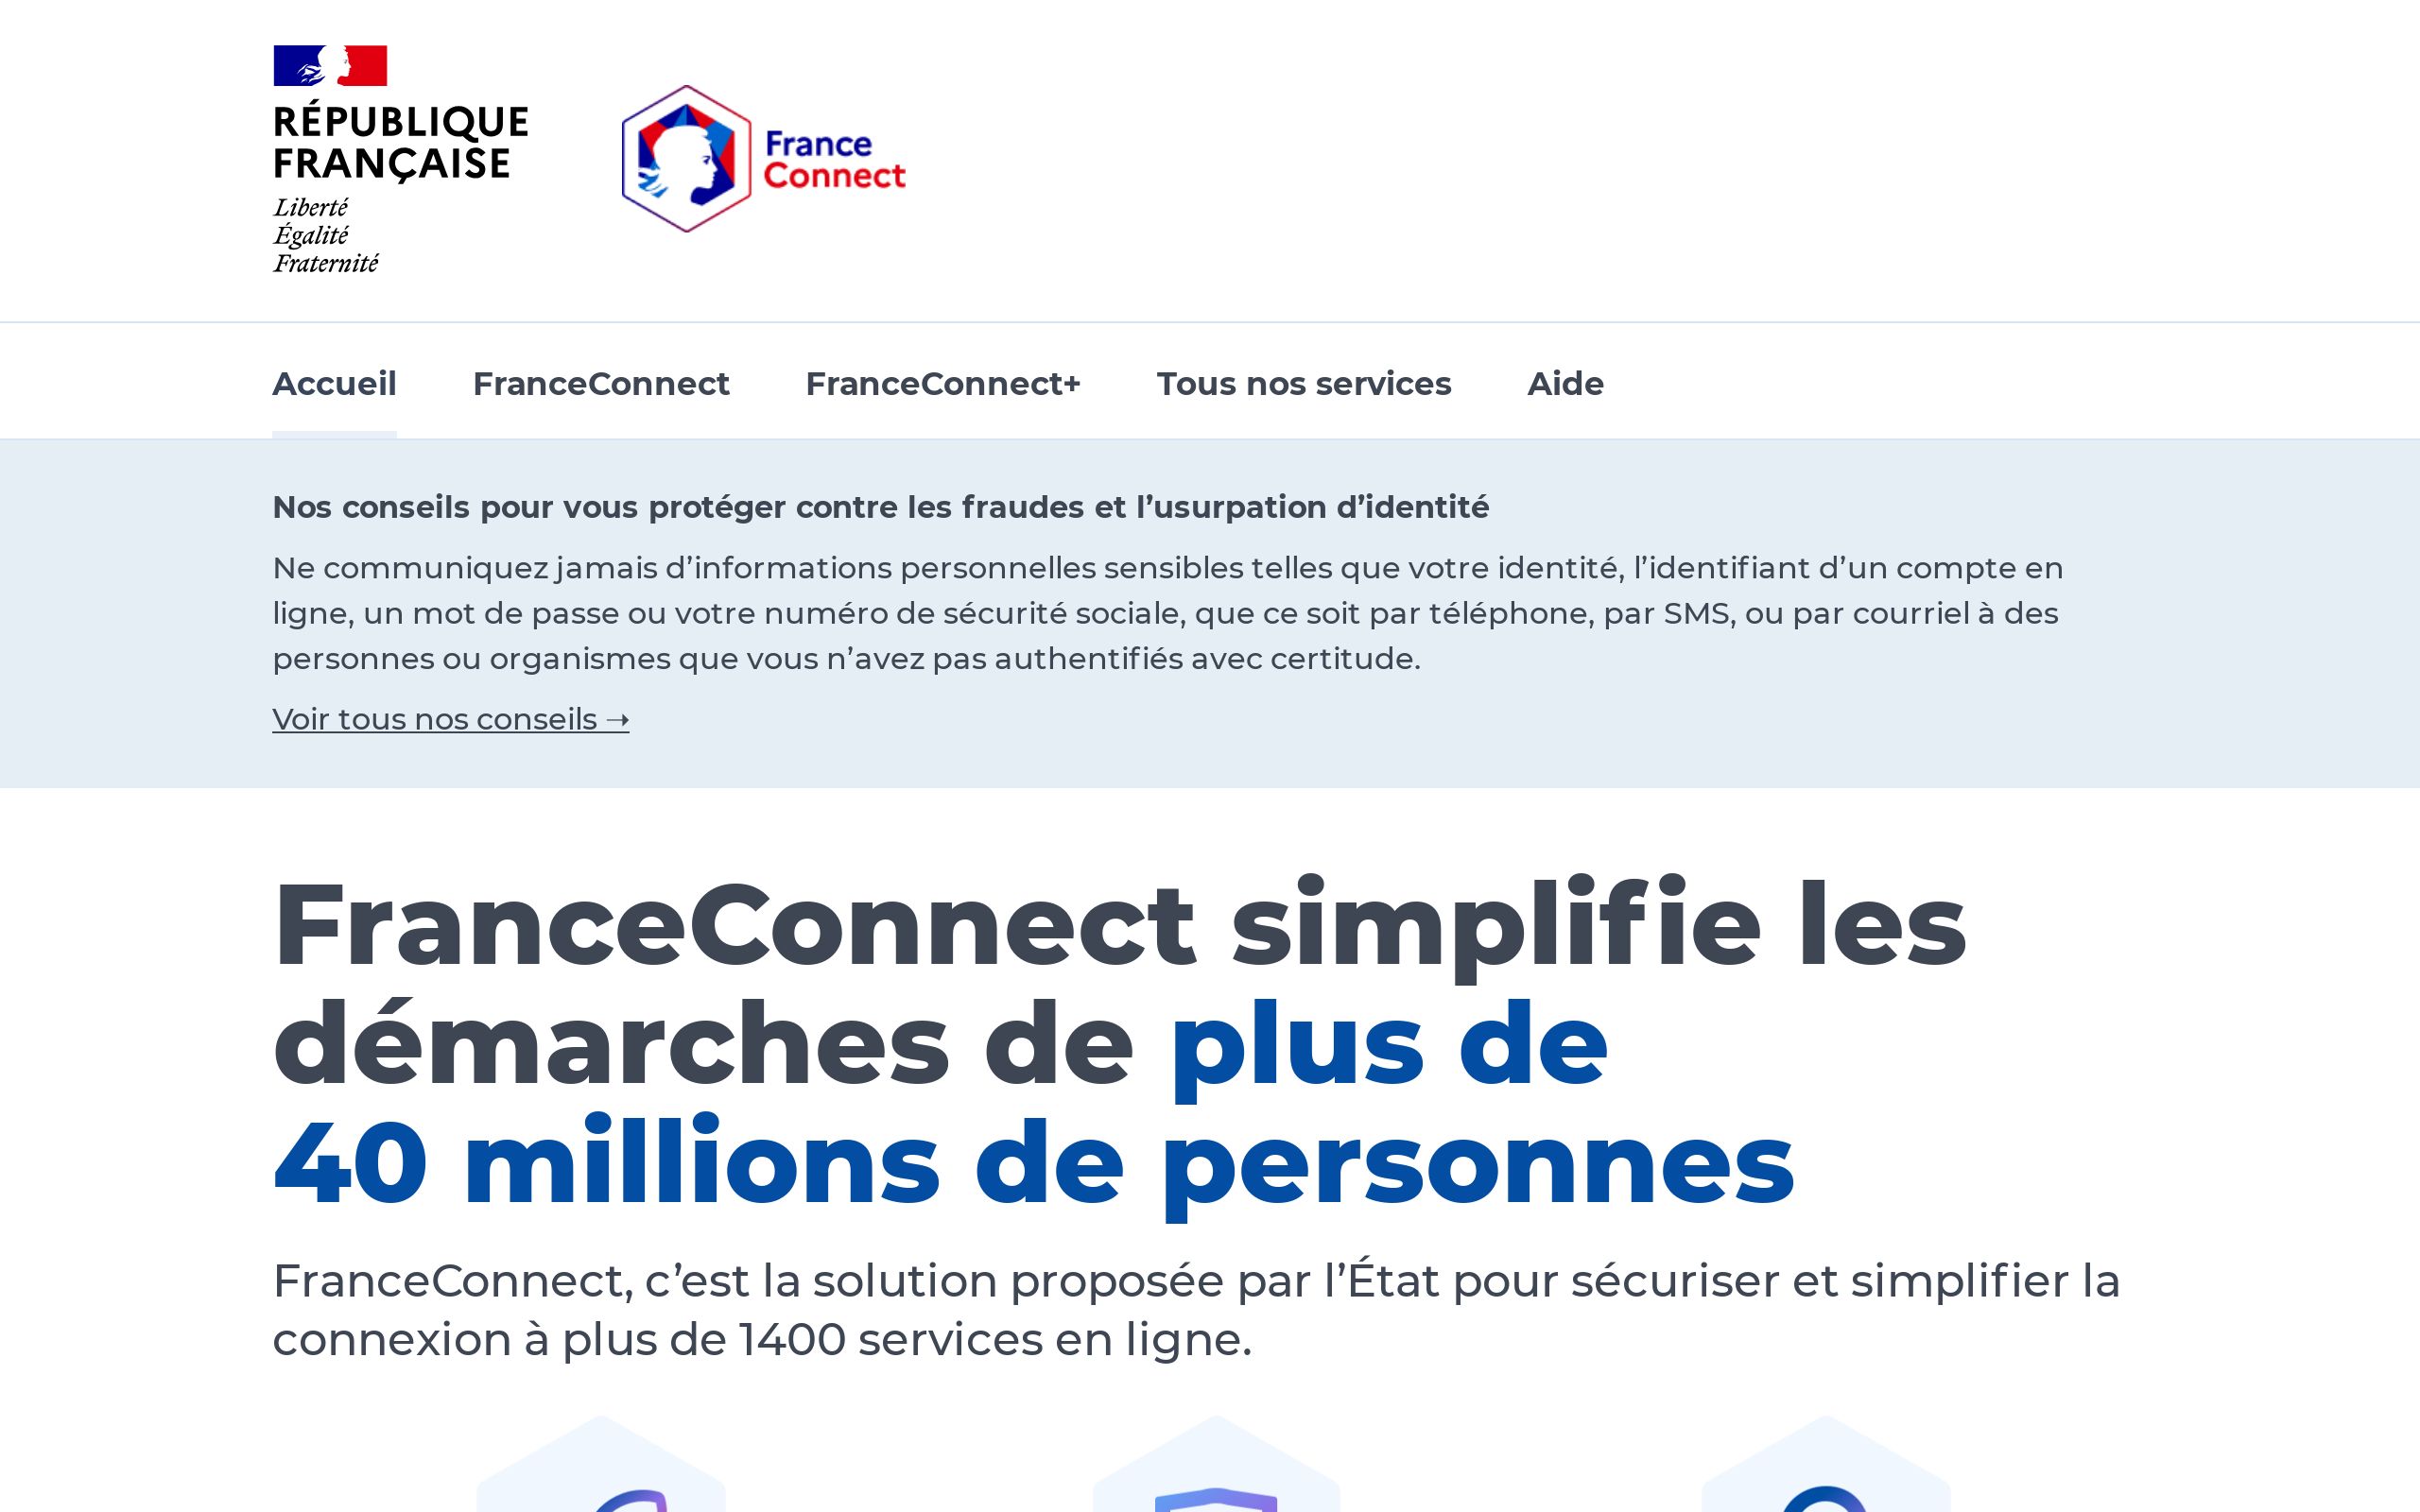 RÉPUBLIQUE
FRANÇAISE
Liberté
Égalité
Fraternité
France
Connect
Accueil
FranceConnect
FranceConnect+
Tous nos services
Aide
Nos conseils pour vous protéger contre les fraudes et l’usurpation d’identité
Ne communiquez jamais d’informations personnelles sensibles telles que votre identité, l’identifiant d’un compte en
ligne, un mot de passe ou votre numéro de sécurité sociale, que ce soit par téléphone, par SMS, ou par courriel à des
personnes ou organismes que vous n’avez pas authentifiés avec certitude.
Voir tous nos conseils ➝
FranceConnect simplifie les
démarches de plus de
40 millions de personnes
FranceConnect, c’est la solution proposée par l’État pour sécuriser et simplifier la
connexion à plus de 1400 services en ligne.